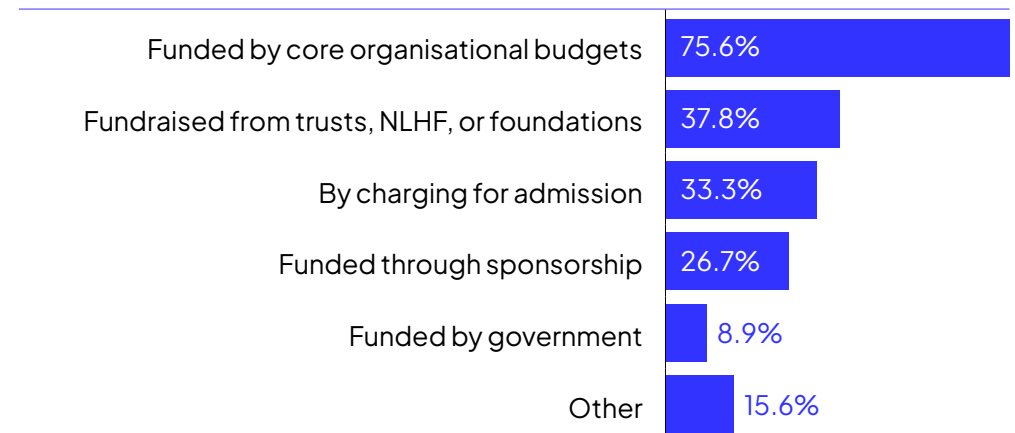 Funded by core organisational budgets 75.6%
Fundraised from trusts, NLHF, or foundations 37.8%
By charging for admission 33.3%
Funded through sponsorship 26.7%
Funded by government 8.9%
Other 15.6%